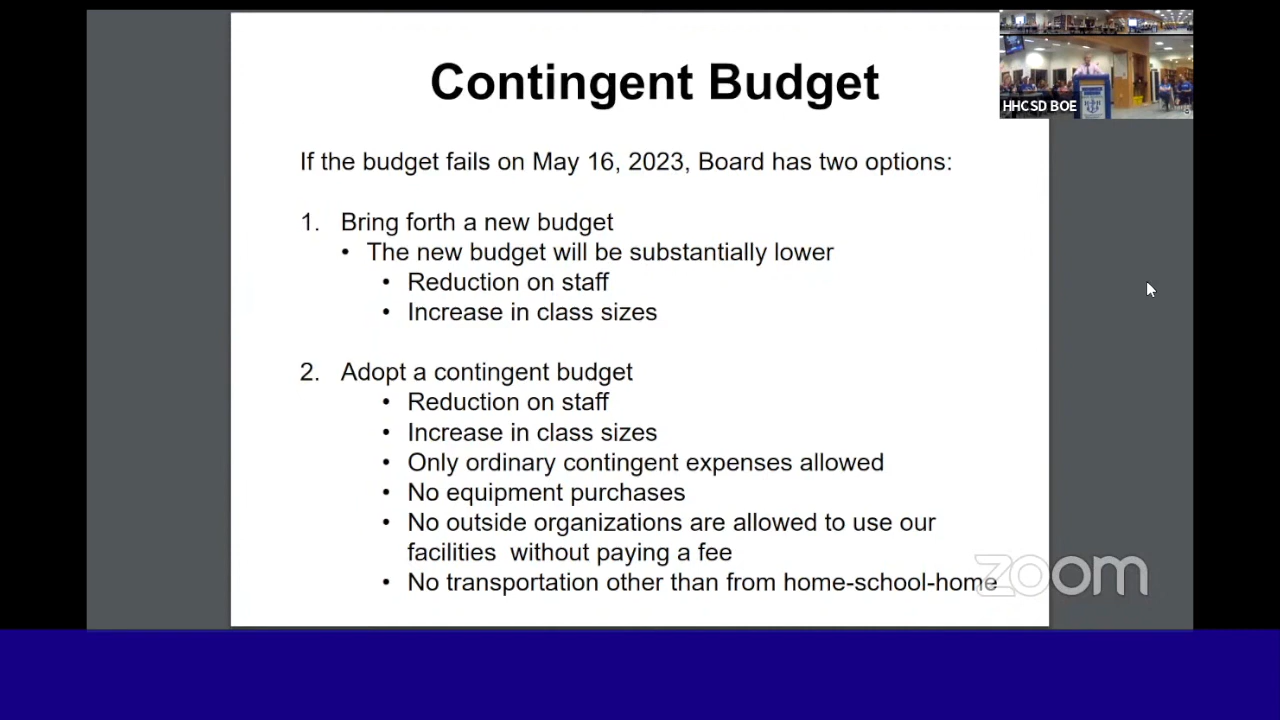 Contingent Budget
HHCSD BOE
If the budget fails on May 16, 2023, Board has two options:
1. Bring forth a new budget
• The new budget will be substantially lower
• Reduction on staff
• Increase in class sizes
2. Adopt a contingent budget
• Reduction on staff
• Increase in class sizes
• Only ordinary contingent expenses allowed
• No equipment purchases
• No outside organizations are allowed to use our
facilities without paying a fee
• No transportation other than from home-school-home
zoom